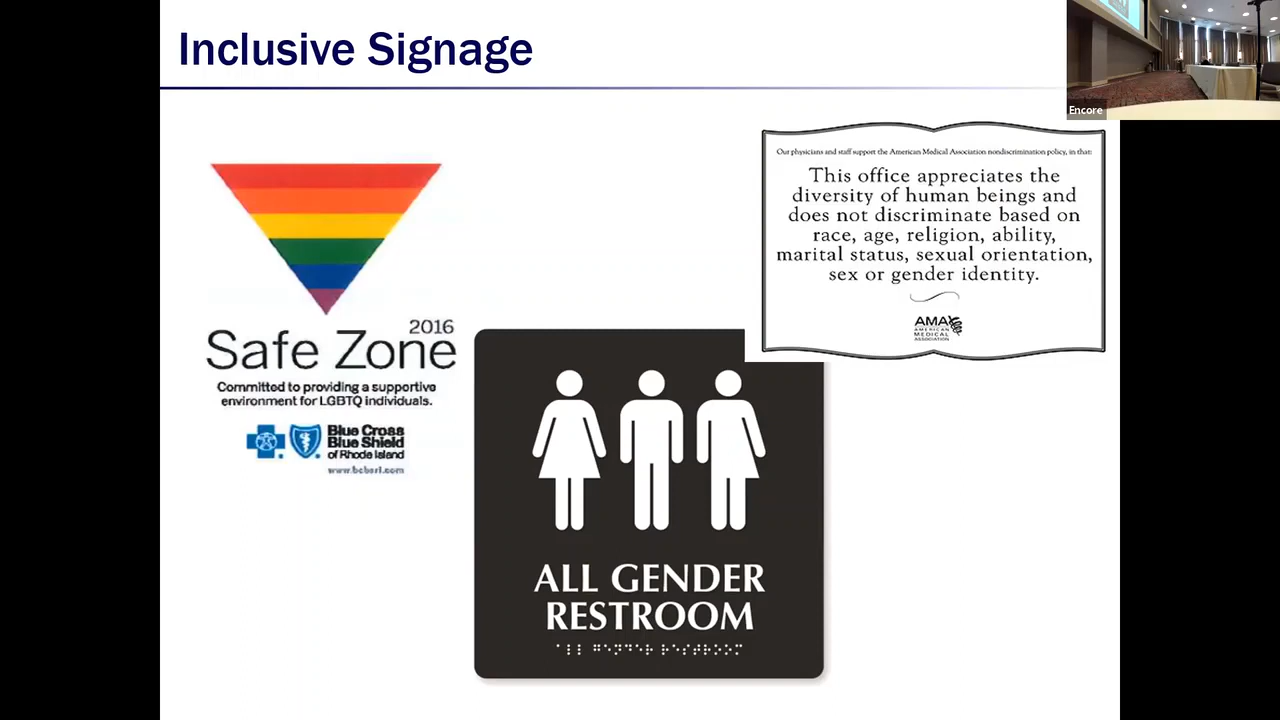 Inclusive Signage
Encore
2016
Safe Zone
Committed to providing a supportive
environment for LGBTQ individuals.
Blue Cross
Blue Shield
of Rhode Island
www.bcbsri.com
Our physicians and staff support the American Medical Association nondiscrimination policy, in that:
This office appreciates the
diversity of human beings and
does not discriminate based on
race, age, religion, ability,
marital status, sexual orientation,
sex or gender identity.
AMA
AMERICAN
MEDICAL
ASSOCIATION
ALL GENDER
RESTROOM
⠁⠇⠇ ⠛⠑⠝⠙⠑⠗ ⠗⠑⠎⠞⠗⠕⠕⠍